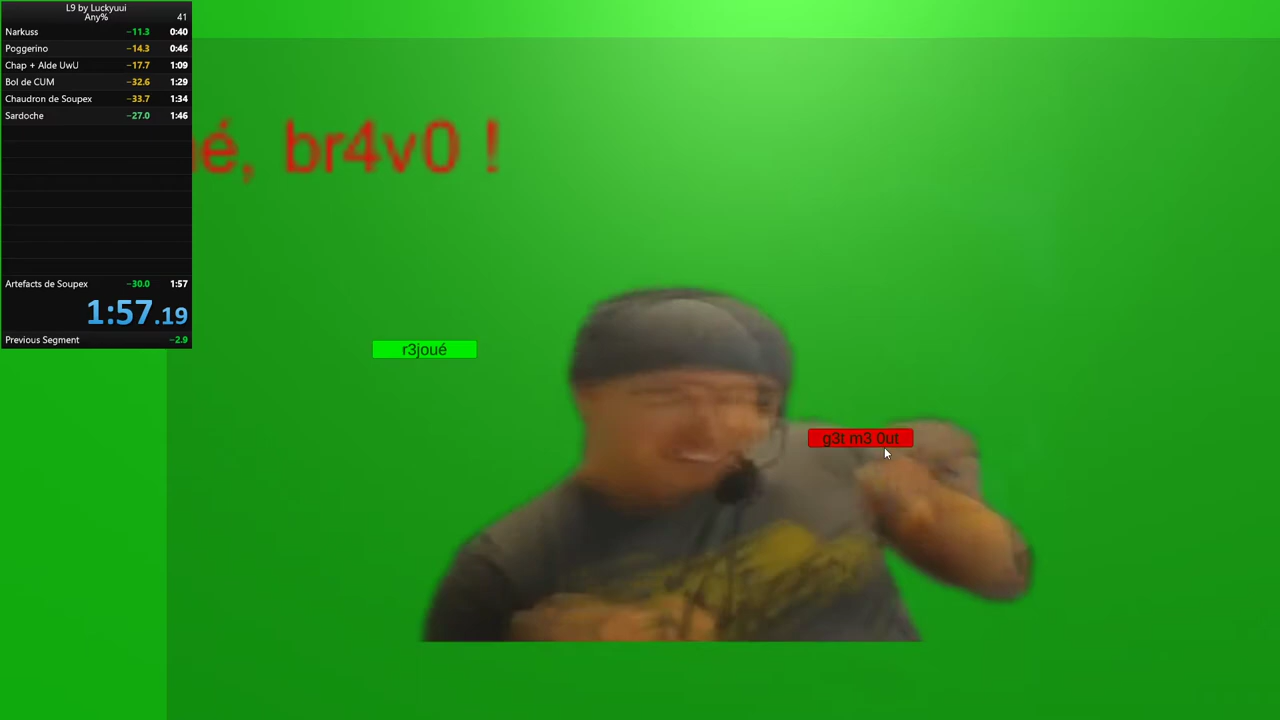 L9 by Luckyuui
Any% 41
Narkuss -11.3 0:40
Poggerino -14.3 0:46
Chap + Alde UwU -17.7 1:09
Bol de CUM -32.6 1:29
Chaudron de Soupex -33.7 1:34
Sardoche -27.0 1:46
é, br4v0 !
Artefacts de Soupex -30.0 1:57
1:57.19
Previous Segment -2.9
r3joué
g3t m3 0ut